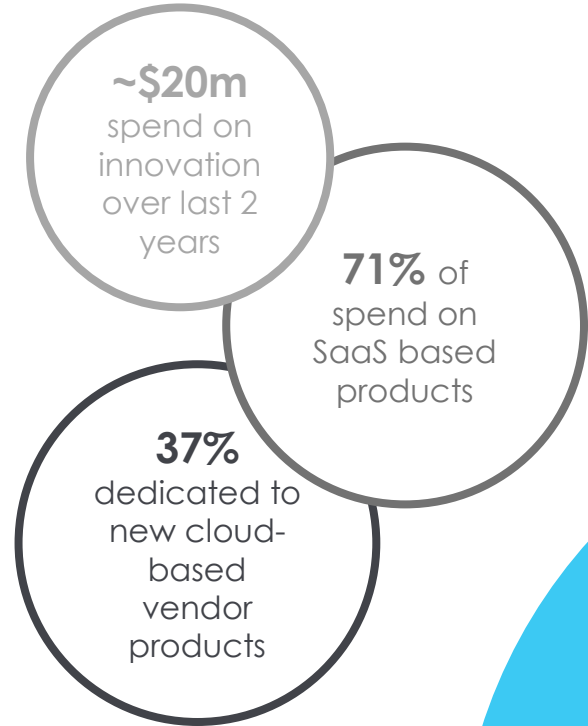 ~$20m
spend on
innovation
over last 2
years
71% of
spend on
SaaS based
products
37%
dedicated to
new cloud-
based
vendor
products